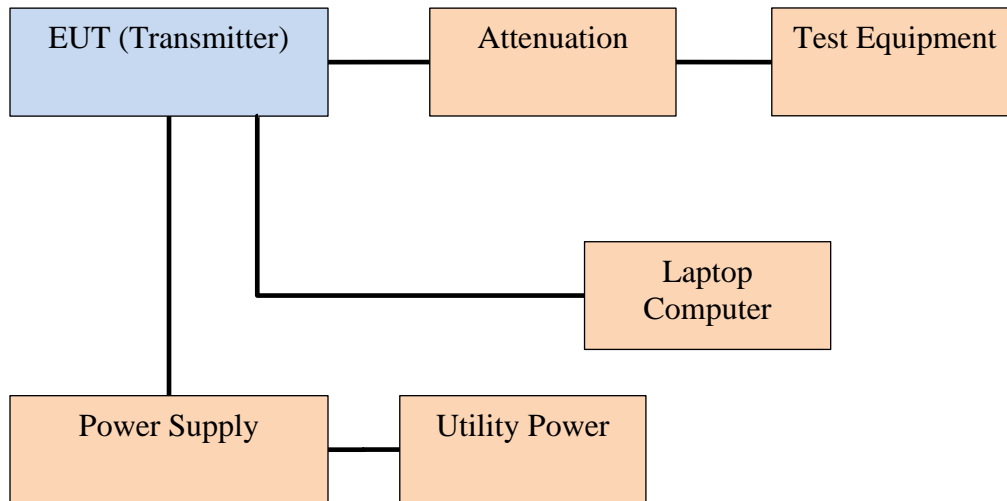 EUT (Transmitter)
Attenuation
Test Equipment
Laptop
Computer
Power Supply
Utility Power